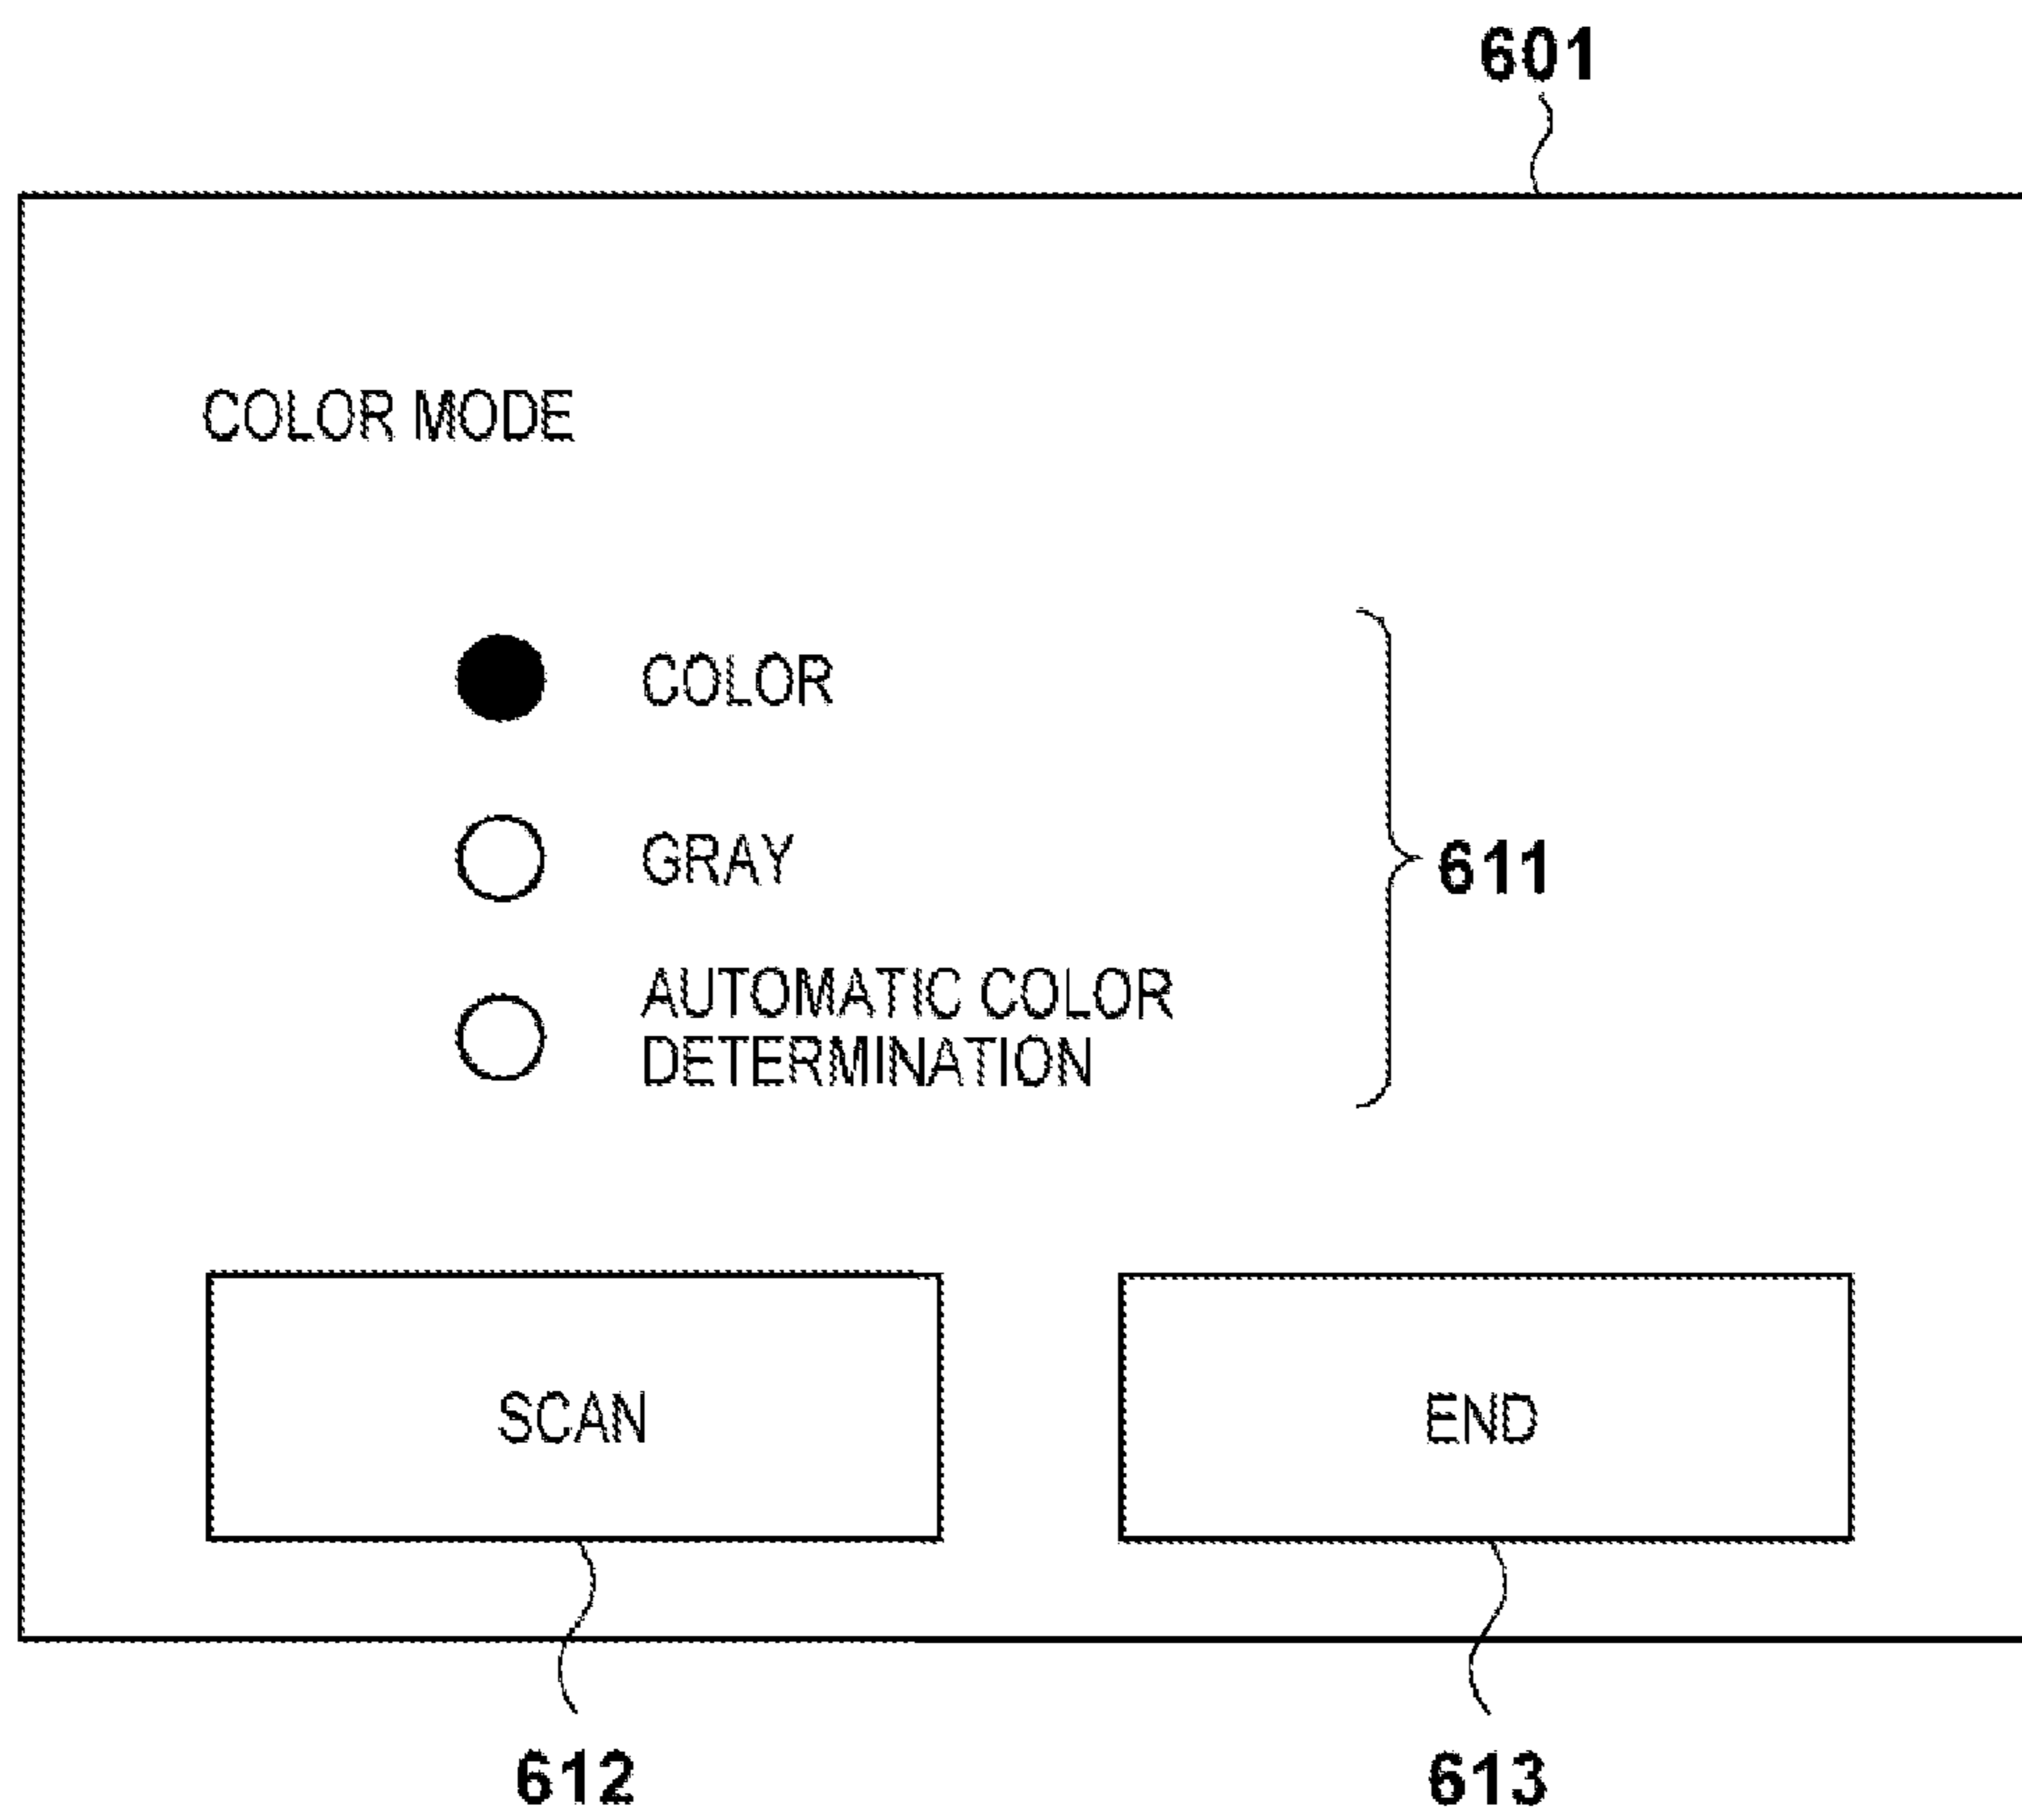 601
COLOR MODE
COLOR
GRAY
611
AUTOMATIC COLOR
DETERMINATION
SCAN
END
612
613